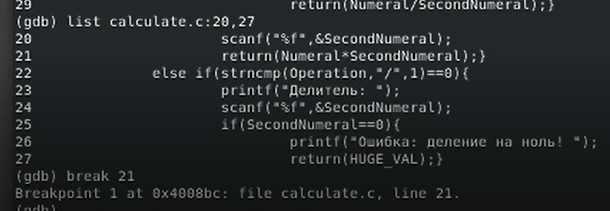 29 return(Numeral/SecondNumeral);}
(gdb) list calculate.c:20,27
20 scanf("%f",&SecondNumeral);
21 return(Numeral*SecondNumeral);}
22 else if(strncmp(Operation,"/",1)==0){
23 printf("Делитель: ");
24 scanf("%f",&SecondNumeral);
25 if(SecondNumeral==0){
26 printf("Ошибка: деление на ноль! ");
27 return(HUGE_VAL);}
(gdb) break 21
Breakpoint 1 at 0x4008bc: file calculate.c, line 21.
(gdb)